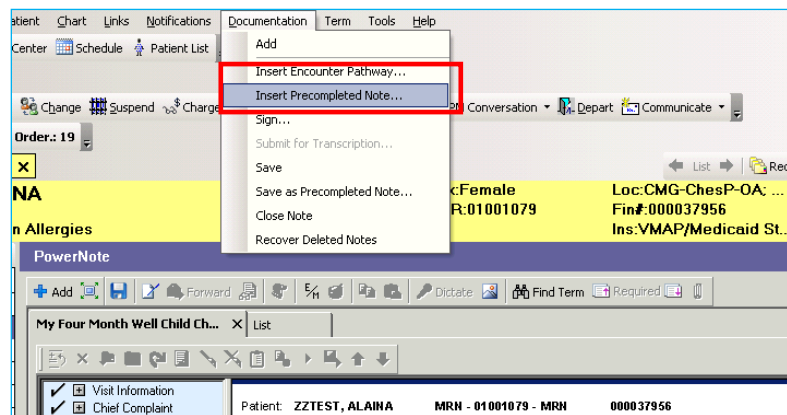 atient Chart Links Notifications Documentation Term Tools Help
Center Schedule Patient List
Add
Insert Encounter Pathway...
Insert Precompleted Note...
Change Suspend Charge Conversation Depart Communicate
Sign...
Order.: 19
Submit for Transcription...
Save
List Rec
Save as Precompleted Note...
NA :Female Loc:CMG-ChesP-OA; ...
R:01001079 Fin#:000037956
Close Note
n Allergies Ins:VMAP/Medicaid St...
Recover Deleted Notes
PowerNote
Add Forward E/M Dictate Find Term Required
My Four Month Well Child Ch... List
Visit Information
Chief Complaint Patient: ZZTEST, ALAINA MRN - 01001079 - MRN 000037956